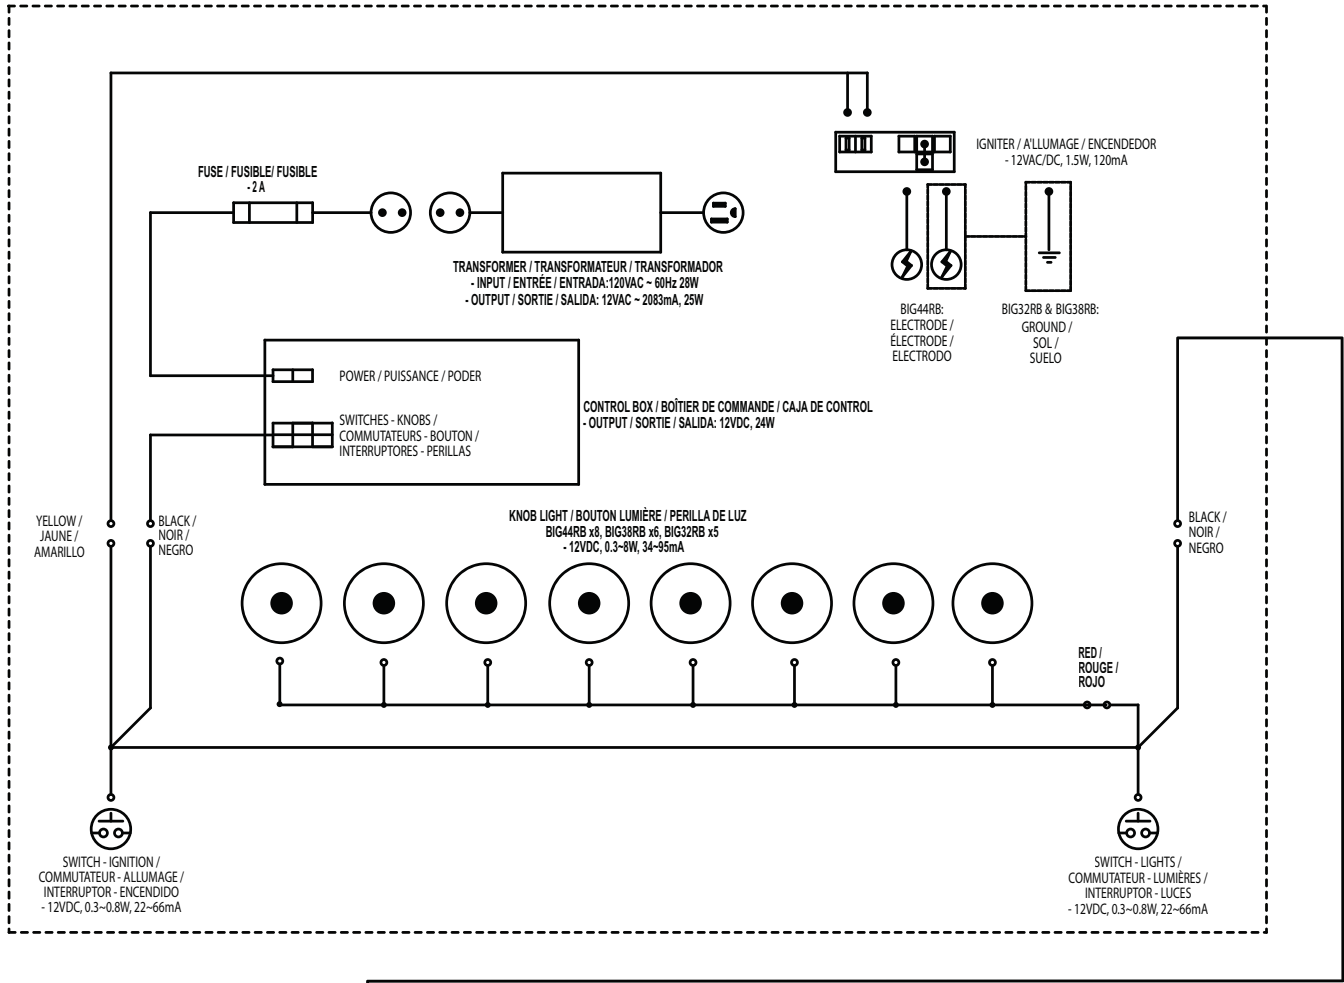 IGNITER / A'LLUMAGE / ENCENDEDOR
- 12VAC/DC, 1.5W, 120mA
FUSE / FUSIBLE/ FUSIBLE
- 2 A
TRANSFORMER / TRANSFORMATEUR / TRANSFORMADOR
- INPUT / ENTRÉE / ENTRADA:120VAC ~ 60Hz 28W
- OUTPUT / SORTIE / SALIDA: 12VAC ~ 2083mA, 25W
BIG44RB:
ELECTRODE /
ÉLECTRODE /
ELECTRODO
BIG32RB & BIG38RB:
GROUND /
SOL /
SUELO
POWER / PUISSANCE / PODER
SWITCHES - KNOBS /
COMMUTATEURS - BOUTON /
INTERRUPTORES - PERILLAS
CONTROL BOX / BOÎTIER DE COMMANDE / CAJA DE CONTROL
- OUTPUT / SORTIE / SALIDA: 12VDC, 24W
YELLOW /
JAUNE /
AMARILLO
BLACK /
NOIR /
NEGRO
KNOB LIGHT / BOUTON LUMIÈRE / PERILLA DE LUZ
BIG44RB x8, BIG38RB x6, BIG32RB x5
- 12VDC, 0.3~8W, 34~95mA
BLACK /
NOIR /
NEGRO
RED /
ROUGE /
ROJO
SWITCH - IGNITION /
COMMUTATEUR - ALLUMAGE /
INTERRUPTOR - ENCENDIDO
- 12VDC, 0.3~0.8W, 22~66mA
SWITCH - LIGHTS /
COMMUTATEUR - LUMIÈRES /
INTERRUPTOR - LUCES
- 12VDC, 0.3~0.8W, 22~66mA